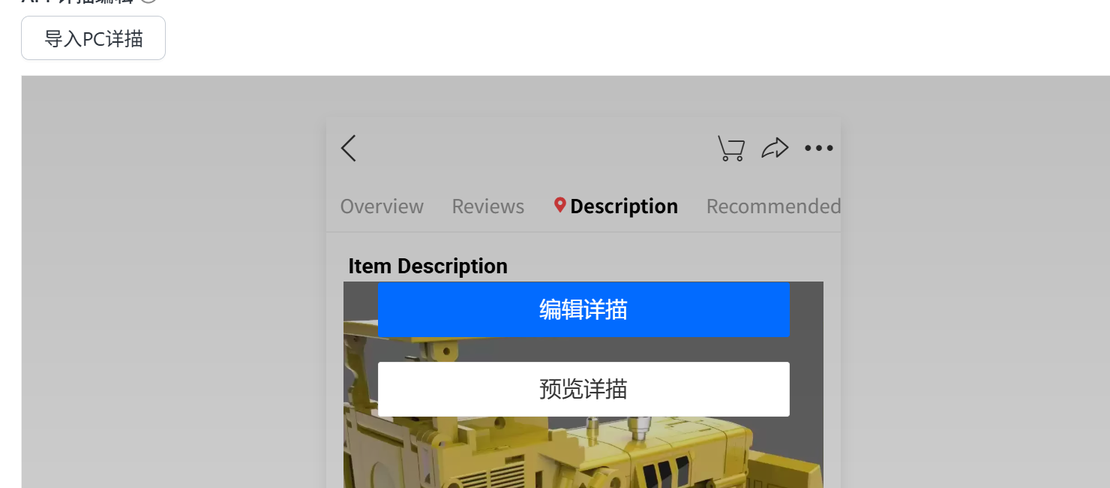 导入PC详描
Overview Reviews Description Recommended
Item Description
编辑详描
预览详描